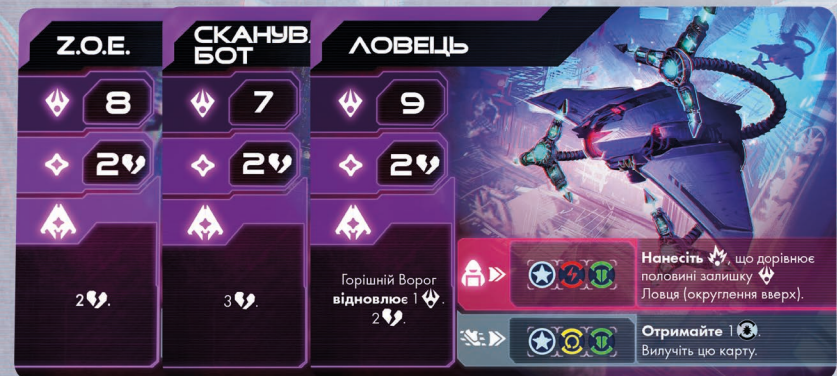 Z.O.E.
8
2
2.
СКАНУВ.
БОТ
7
2
3.
ЛОВЕЦЬ
9
2
Горішній Ворог
відновлює 1.
2.
Нанесіть, що дорівнює
половині залишку
Ловця (округлення вверх).
Отримайте 1.
Вилучіть цю карту.